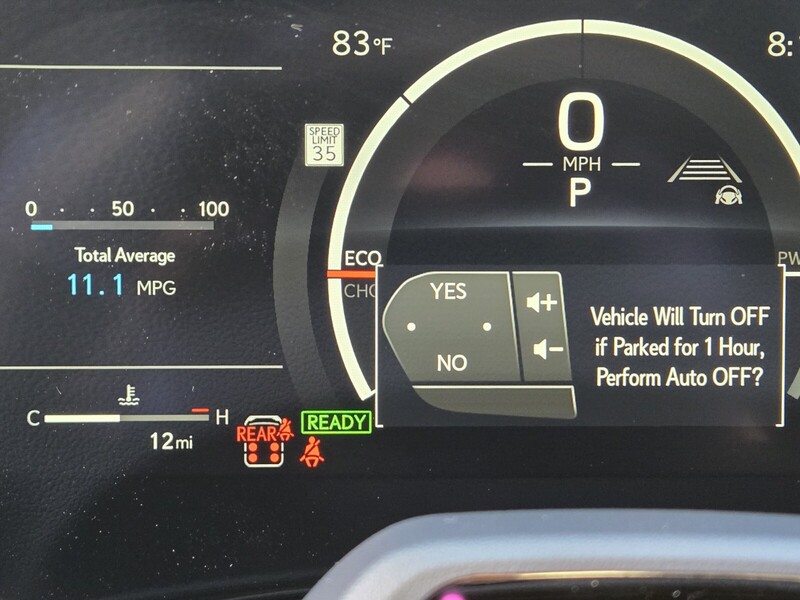 83°F
8:
SPEED
LIMIT
35
0
MPH
P
0 50 100
Total Average
11.1 MPG
ECO
CHG
PW
YES
NO
Vehicle Will Turn OFF
if Parked for 1 Hour,
Perform Auto OFF?
C H
12mi
REAR
READY